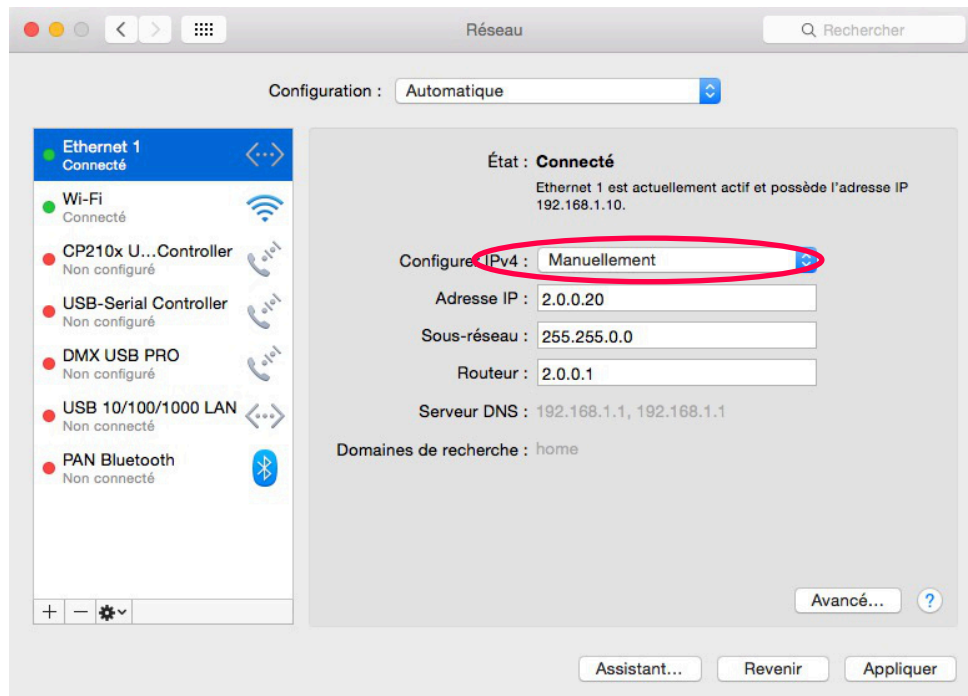 Réseau
Rechercher
Configuration : Automatique
Ethernet 1
Connecté
Wi-Fi
Connecté
CP210x U...Controller
Non configuré
USB-Serial Controller
Non configuré
DMX USB PRO
Non configuré
USB 10/100/1000 LAN
Non connecté
PAN Bluetooth
Non connecté
État : Connecté
Ethernet 1 est actuellement actif et possède l'adresse IP
192.168.1.10.
Configurer IPv4 : Manuellement
Adresse IP : 2.0.0.20
Sous-réseau : 255.255.0.0
Routeur : 2.0.0.1
Serveur DNS : 192.168.1.1, 192.168.1.1
Domaines de recherche : home
Avancé... ?
Assistant... Revenir Appliquer